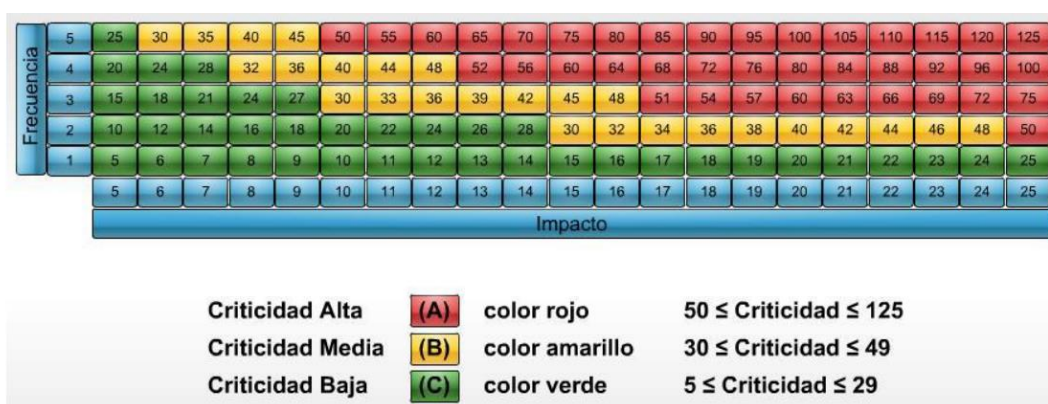 Frecuencia
5 25 30 35 40 45 50 55 60 65 70 75 80 85 90 95 100 105 110 115 120 125
4 20 24 28 32 36 40 44 48 52 56 60 64 68 72 76 80 84 88 92 96 100
3 15 18 21 24 27 30 33 36 39 42 45 48 51 54 57 60 63 66 69 72 75
2 10 12 14 16 18 20 22 24 26 28 30 32 34 36 38 40 42 44 46 48 50
1 5 6 7 8 9 10 11 12 13 14 15 16 17 18 19 20 21 22 23 24 25
5 6 7 8 9 10 11 12 13 14 15 16 17 18 19 20 21 22 23 24 25
Impacto
Criticidad Alta (A) color rojo 50 ≤ Criticidad ≤ 125
Criticidad Media (B) color amarillo 30 ≤ Criticidad ≤ 49
Criticidad Baja (C) color verde 5 ≤ Criticidad ≤ 29